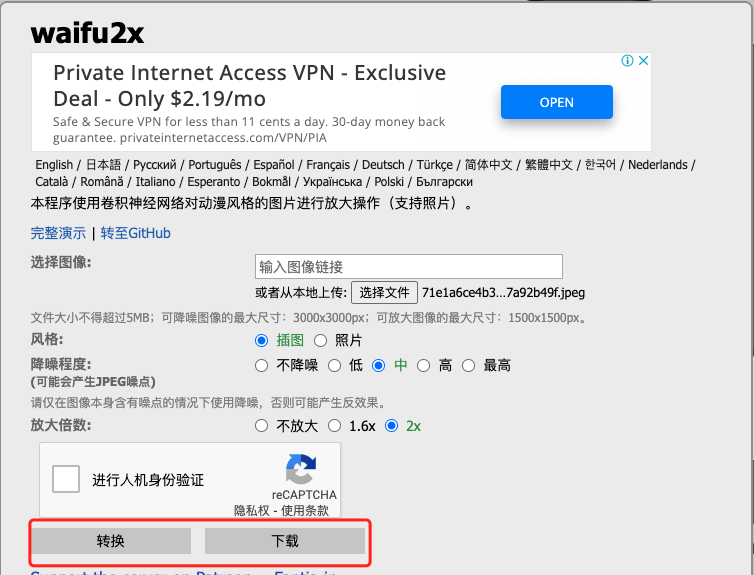 waifu2x
Private Internet Access VPN - Exclusive
Deal - Only $2.19/mo
Safe & Secure VPN for less than 11 cents a day. 30-day money back
guarantee. privateinternetaccess.com/VPN/PIA
OPEN
English / 日本語 / Русский / Português / Español / Français / Deutsch / Türkçe / 简体中文 / 繁體中文 / 한국어 / Nederlands /
Català / Română / Italiano / Esperanto / Bokmål / Українська / Polski / Български
本程序使用卷积神经网络对动漫风格的图片进行放大操作（支持照片）。
完整演示 | 转至GitHub
选择图像: 输入图像链接
或者从本地上传: 选择文件 71e1a6ce4b3...7a92b49f.jpeg
文件大小不得超过5MB；可降噪图像的最大尺寸：3000x3000px；可放大图像的最大尺寸：1500x1500px。
风格: 插图 照片
降噪程度: 不降噪 低 中 高 最高
(可能会产生JPEG噪点)
请仅在图像本身含有噪点的情况下使用降噪，否则可能产生反效果。
放大倍数: 不放大 1.6x 2x
进行人机身份验证
reCAPTCHA
隐私权 - 使用条款
转换 下载
Support the server on Patreon
Fantia.jp